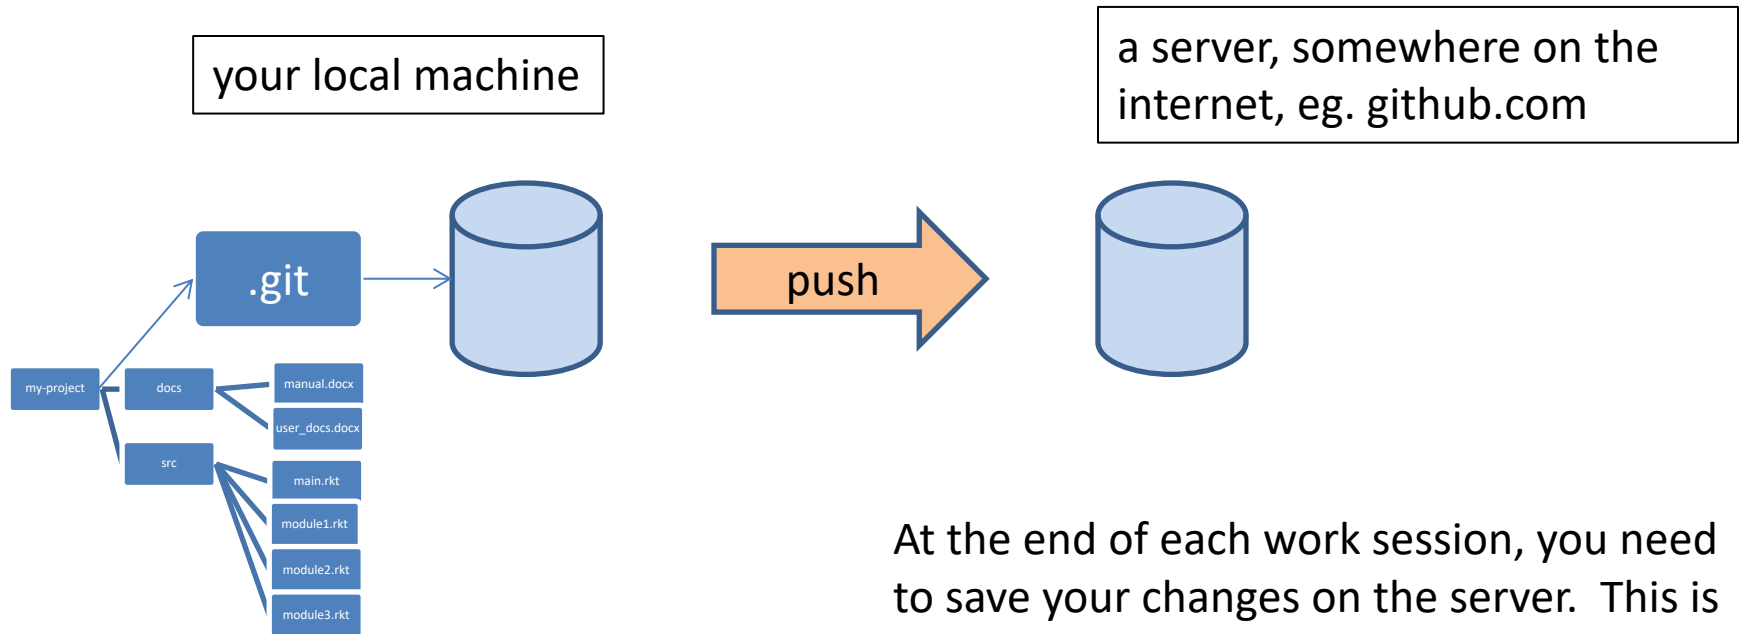 your local machine
a server, somewhere on the
internet, eg. github.com
.git
push
my-project
docs
manual.docx
user_docs.docx
src
main.rkt
module1.rkt
module2.rkt
module3.rkt
At the end of each work session, you need
to save your changes on the server. This is